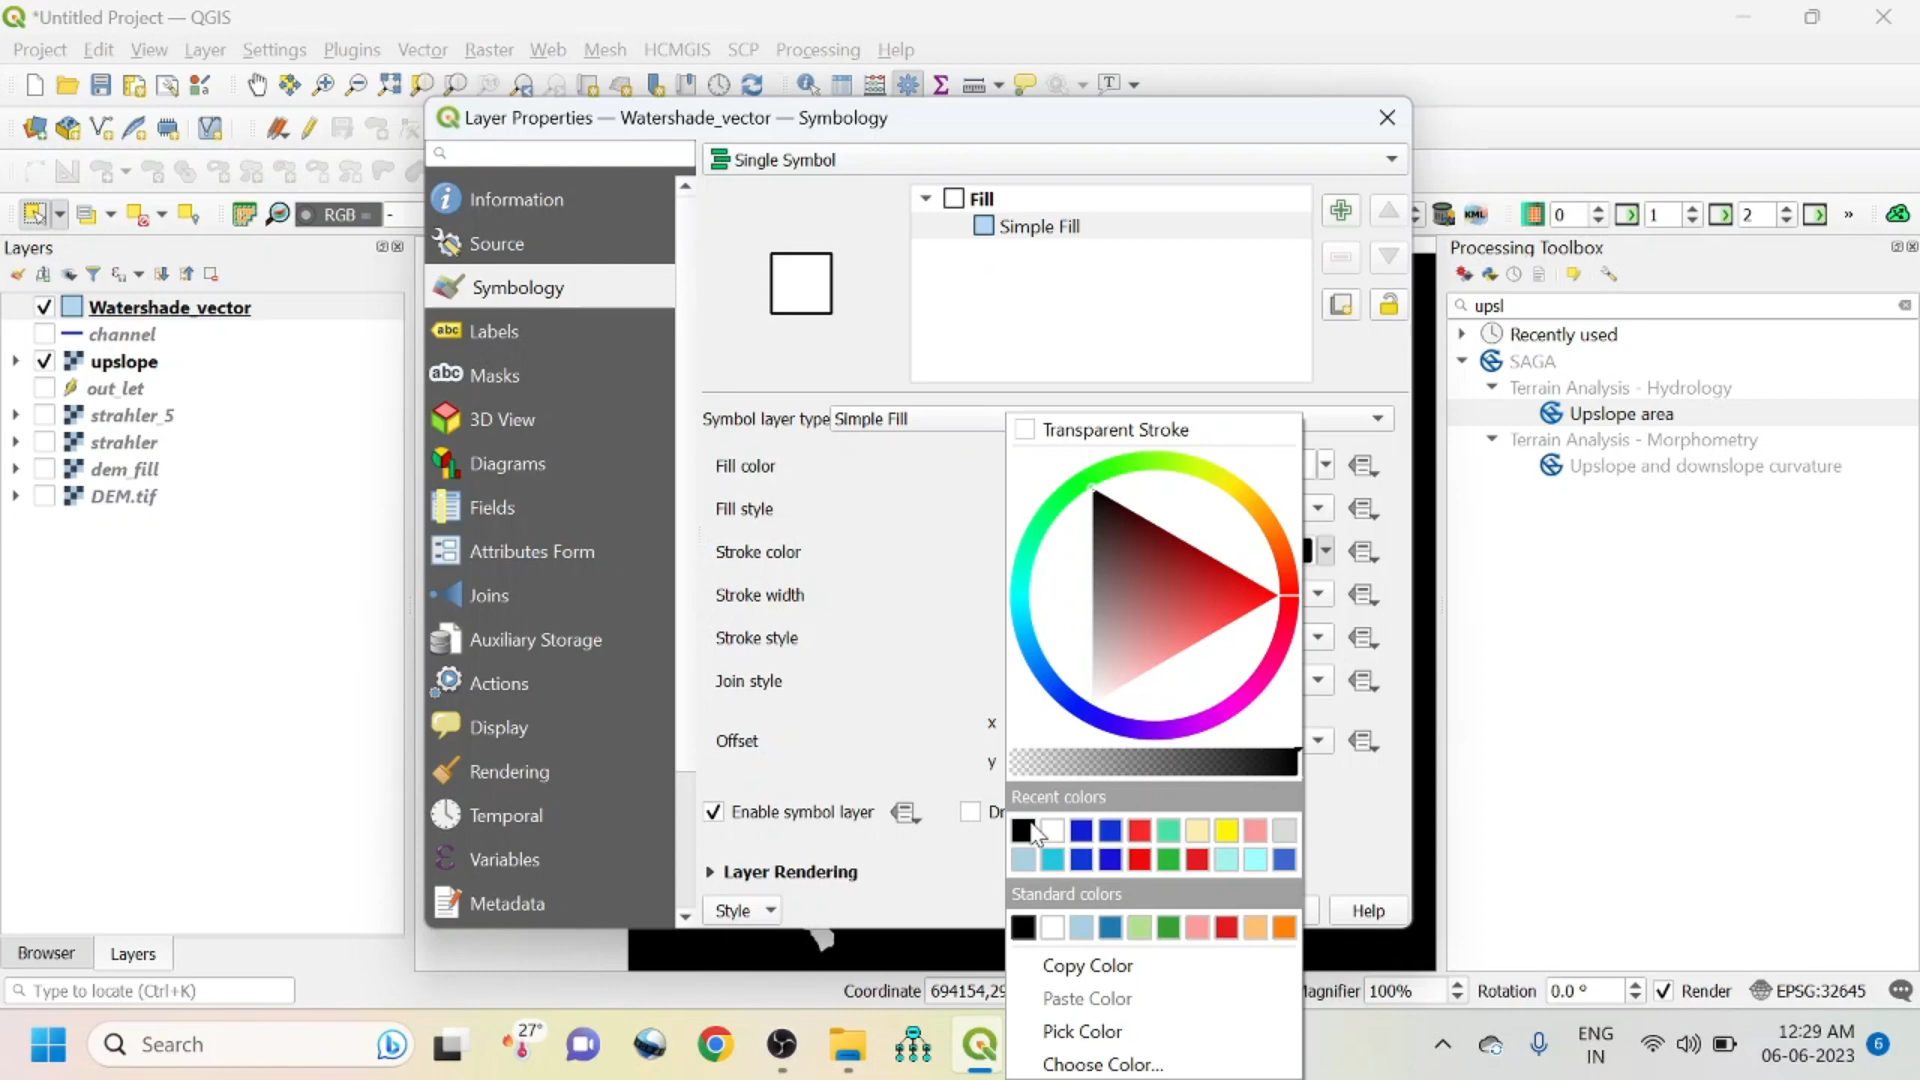 *Untitled Project — QGIS
Project Edit View Layer Settings Plugins Vector Raster Web Mesh HCMGIS SCP Processing Help
Layer Properties — Watershade_vector — Symbology
Single Symbol
Fill
Simple Fill
Information
Source
Symbology
Labels
Masks
3D View
Diagrams
Fields
Attributes Form
Joins
Auxiliary Storage
Actions
Display
Rendering
Temporal
Variables
Metadata
RGB = -
KML 0 1 2 »
Layers
Watershade_vector
channel
upslope
out_let
strahler_5
strahler
dem_fill
DEM.tif
Symbol layer type Simple Fill
Fill color
Fill style
Stroke color
Stroke width
Stroke style
Join style
Offset
x
y
Enable symbol layer
Layer Rendering
Style
Help
Transparent Stroke
Recent colors
Standard colors
Copy Color
Paste Color
Pick Color
Choose Color...
Processing Toolbox
upsl
Recently used
SAGA
Terrain Analysis - Hydrology
Upslope area
Terrain Analysis - Morphometry
Upslope and downslope curvature
Browser Layers
Type to locate (Ctrl+K)
Coordinate 694154,29
Magnifier 100% Rotation 0.0 ° Render EPSG:32645
Search
27°
ENG
IN
12:29 AM
06-06-2023
6